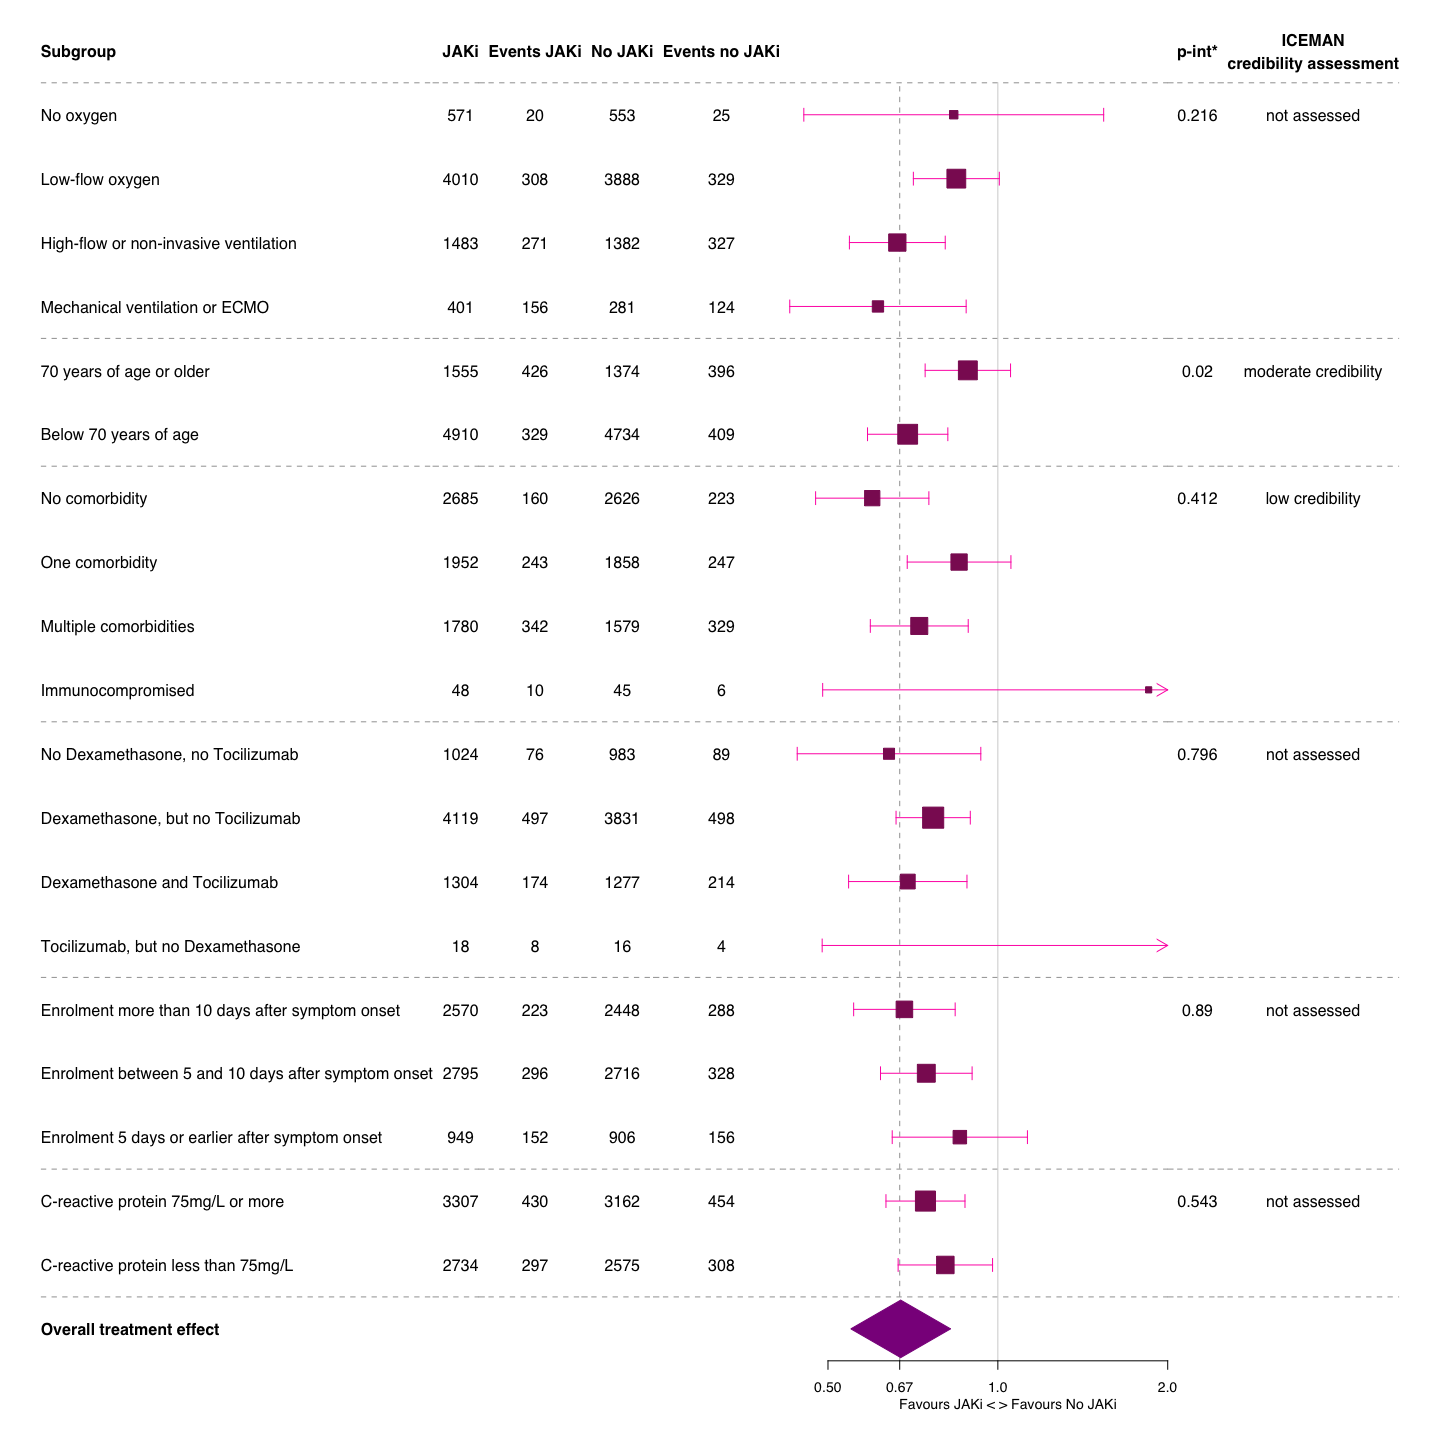 Subgroup JAKi Events JAKi No JAKi Events no JAKi p-int* ICEMAN
credibility assessment
No oxygen 571 20 553 25 0.216 not assessed
Low-flow oxygen 4010 308 3888 329
High-flow or non-invasive ventilation 1483 271 1382 327
Mechanical ventilation or ECMO 401 156 281 124
70 years of age or older 1555 426 1374 396 0.02 moderate credibility
Below 70 years of age 4910 329 4734 409
No comorbidity 2685 160 2626 223 0.412 low credibility
One comorbidity 1952 243 1858 247
Multiple comorbidities 1780 342 1579 329
Immunocompromised 48 10 45 6
No Dexamethasone, no Tocilizumab 1024 76 983 89 0.796 not assessed
Dexamethasone, but no Tocilizumab 4119 497 3831 498
Dexamethasone and Tocilizumab 1304 174 1277 214
Tocilizumab, but no Dexamethasone 18 8 16 4
Enrolment more than 10 days after symptom onset 2570 223 2448 288 0.89 not assessed
Enrolment between 5 and 10 days after symptom onset 2795 296 2716 328
Enrolment 5 days or earlier after symptom onset 949 152 906 156
C-reactive protein 75mg/L or more 3307 430 3162 454 0.543 not assessed
C-reactive protein less than 75mg/L 2734 297 2575 308
Overall treatment effect
0.50 0.67 1.0 2.0
Favours JAKi < > Favours No JAKi